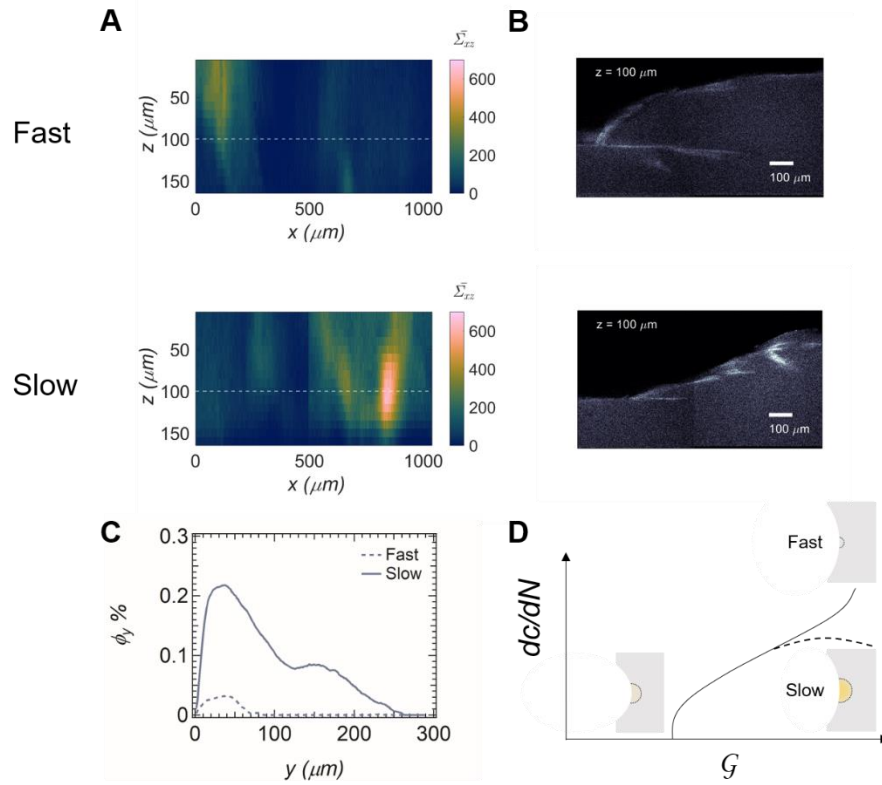 A
B
Fast
Σ̄xz
600
400
200
0
z (μm)
50
100
150
0
500
1000
x (μm)
z = 100 μm
100 μm
Slow
Σ̄xz
600
400
200
0
z (μm)
50
100
150
0
500
1000
x (μm)
z = 100 μm
100 μm
C
0.3
0.2
0.1
0
ϕy %
Fast
Slow
0
100
200
300
y (μm)
D
dc/dN
Fast
Slow
G